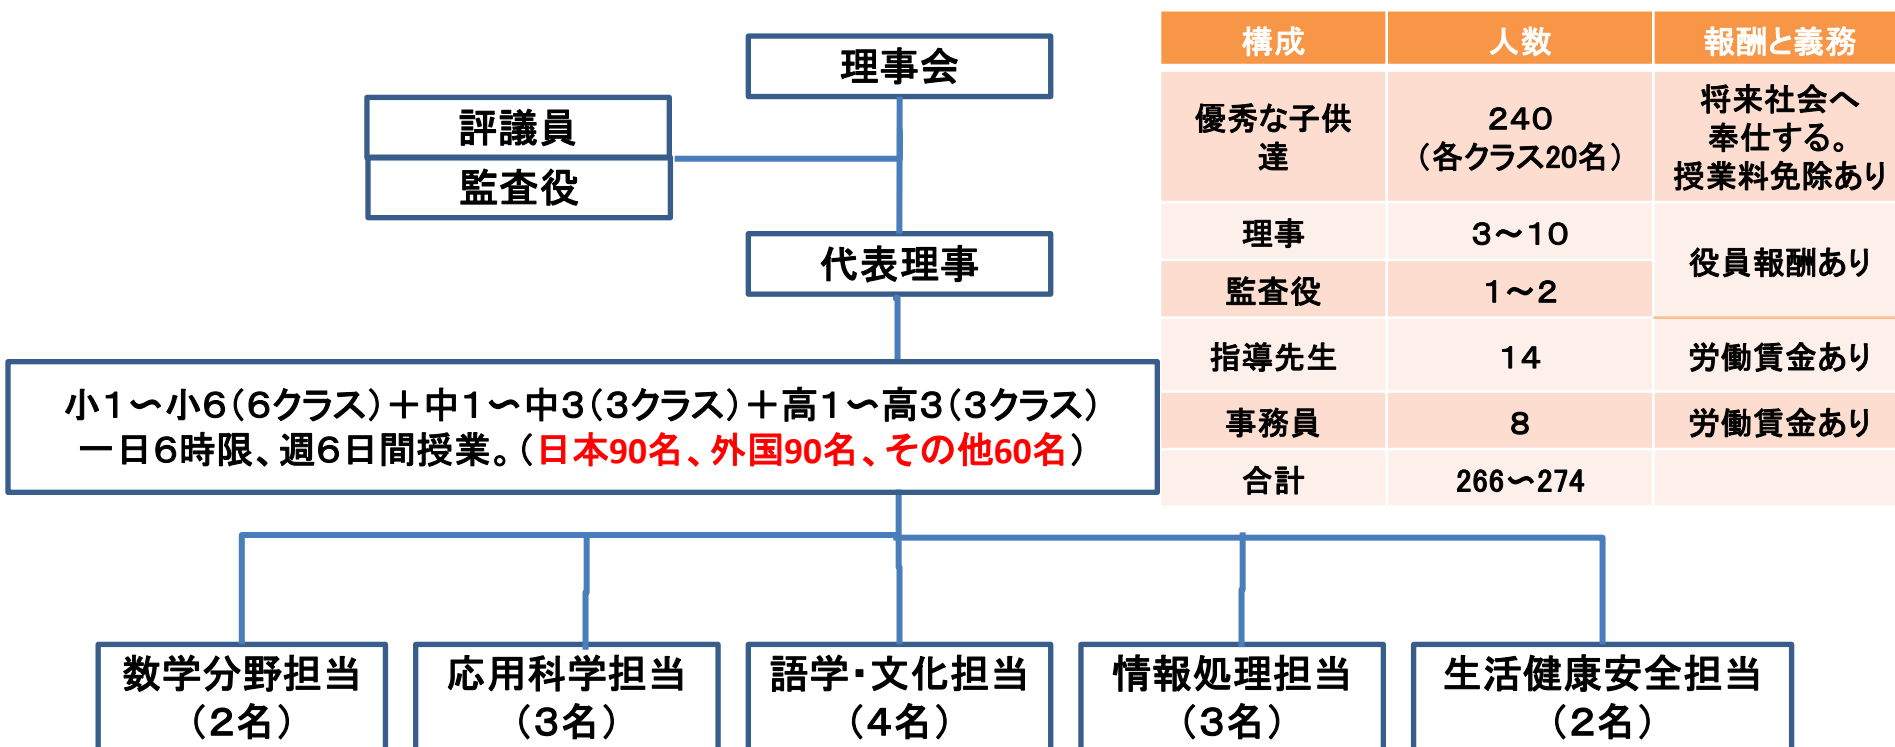 理事会
評議員
監査役
代表理事
小1～小6(6クラス)＋中1～中3(3クラス)＋高1～高3(3クラス)
一日6時限、週6日間授業。(日本90名、外国90名、その他60名)
数学分野担当
(2名)
応用科学担当
(3名)
語学・文化担当
(4名)
情報処理担当
(3名)
生活健康安全担当
(2名)
構成 人数 報酬と義務
優秀な子供
達
240
(各クラス20名)
将来社会へ
奉仕する。
授業料免除あり
理事 3～10
役員報酬あり
監査役 1～2
指導先生 14 労働賃金あり
事務員 8 労働賃金あり
合計 266～274